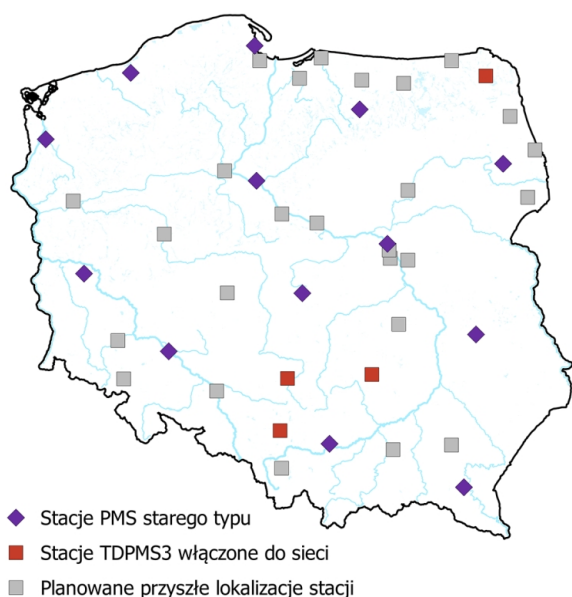 Stacje PMS starego typu
Stacje TDPMS3 włączone do sieci
Planowane przyszłe lokalizacje stacji